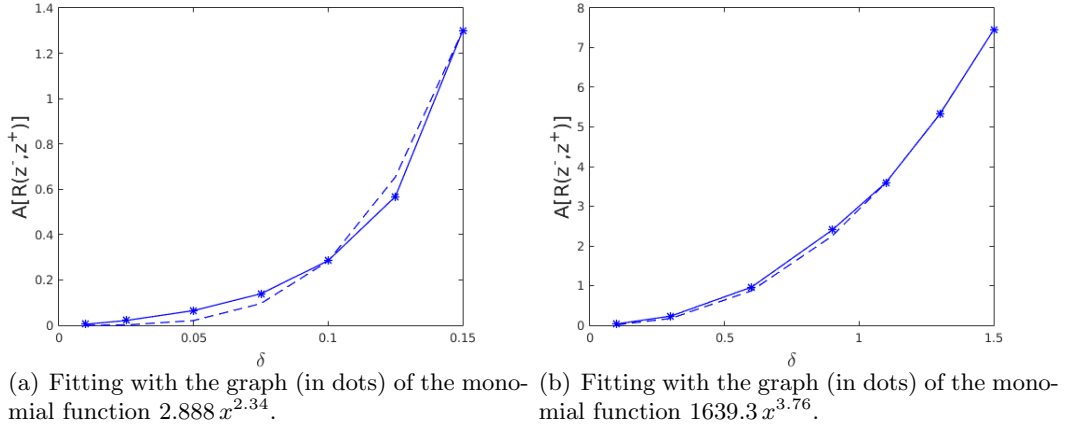 1.4
1.2
1
0.8
0.6
0.4
0.2
0
A[R(z⁻,z⁺)]
0 0.05 0.1 0.15
δ
8
7
6
5
4
3
2
1
0
A[R(z⁻,z⁺)]
0 0.5 1 1.5
δ
(a) Fitting with the graph (in dots) of the mono-
mial function 2.888 x^{2.34}.
(b) Fitting with the graph (in dots) of the mono-
mial function 1639.3 x^{3.76}.